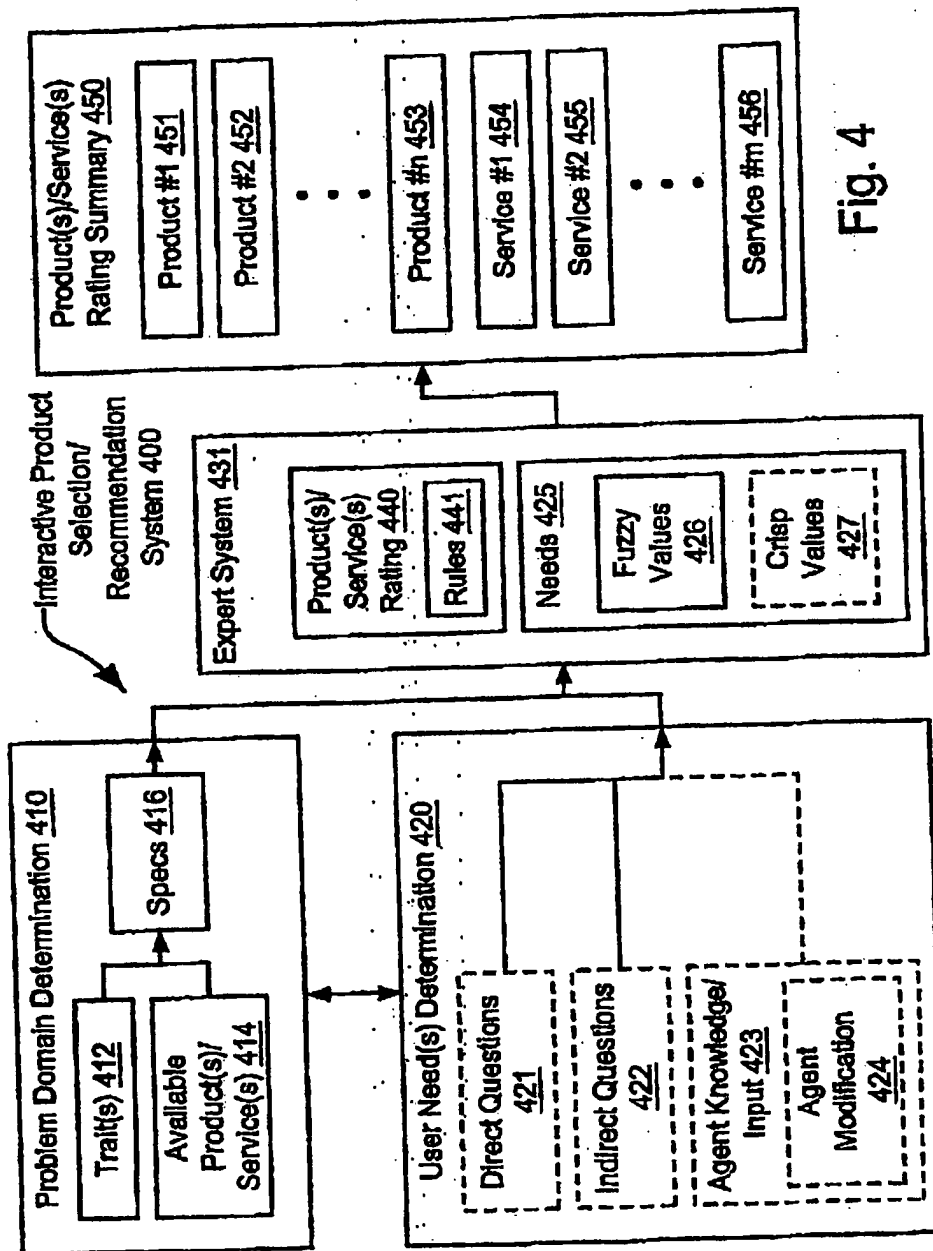 Interactive Product
Selection/
Recommendation
System 400
Problem Domain Determination 410
Trait(s) 412
Available
Product(s)/
Service(s) 414
Specs 416
User Need(s) Determination 420
Direct Questions
421
Indirect Questions
422
Agent Knowledge/
Input 423
Agent
Modification
424
Expert System 431
Product(s)/
Service(s)
Rating 440
Rules 441
Needs 425
Fuzzy
Values
426
Crisp
Values
427
Product(s)/Service(s)
Rating Summary 450
Product #1 451
Product #2 452
Product #n 453
Service #1 454
Service #2 455
Service #m 456
Fig. 4